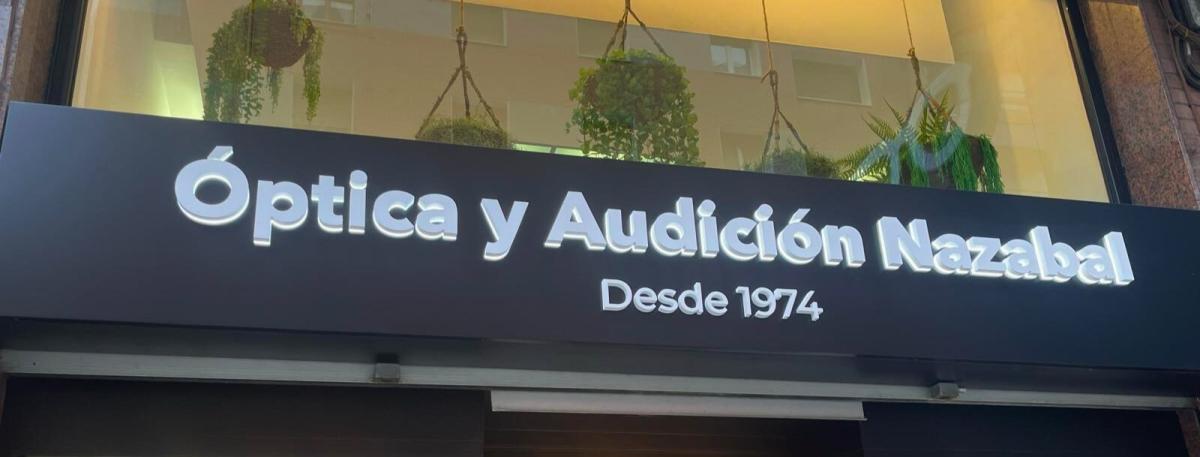 Óptica y Audición Nazabal
Desde 1974